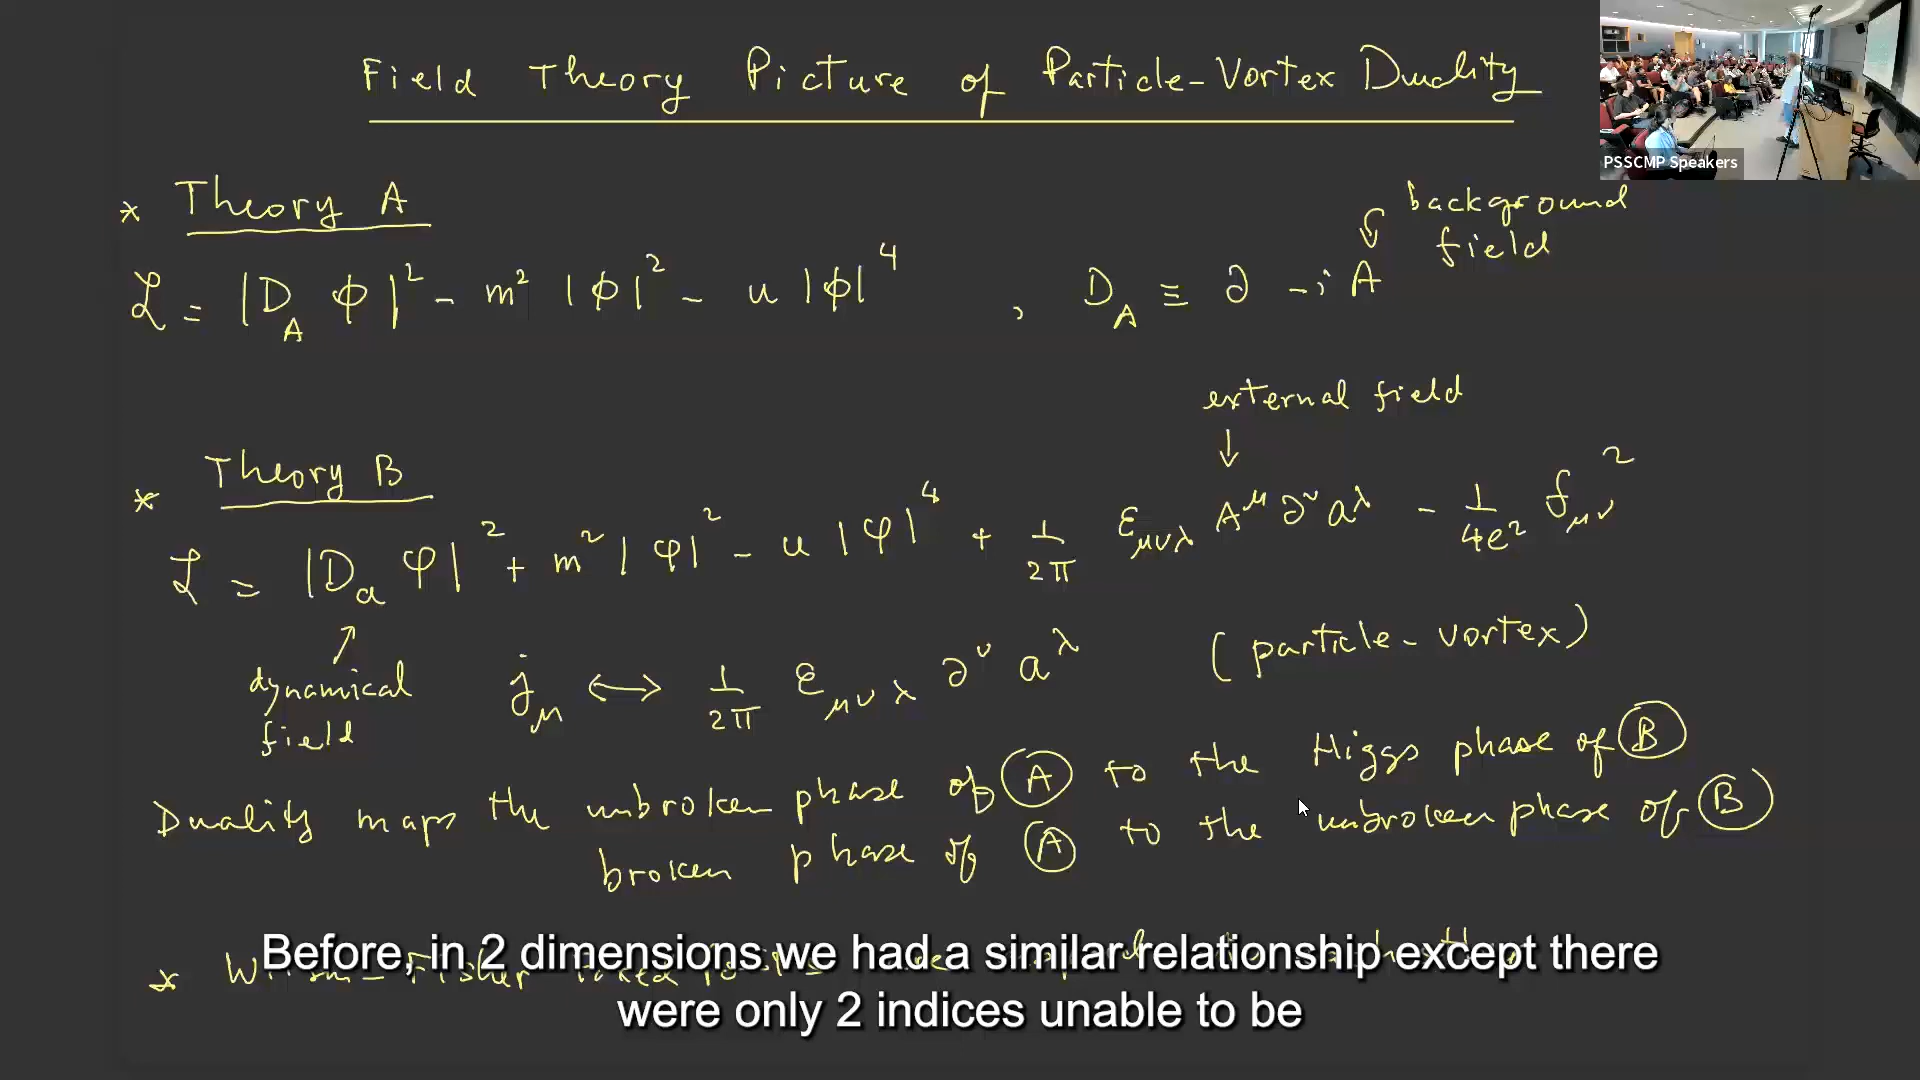 Field Theory Picture of Particle-Vortex Duality
PSSCMP Speakers
* Theory A
background
field
ℒ = |D_A ϕ|² - m² |ϕ|² - u |ϕ|⁴ , D_A ≡ ∂ - i A
external field
* Theory B
ℒ = |D_a φ|² + m² |φ|² - u |φ|⁴ + 1/2π ε_μνλ A^μ ∂^ν a^λ - 1/4e² f_μν²
dynamical
field
j_μ ↔ 1/2π ε_μνλ ∂^ν a^λ (particle-vortex)
Duality maps the unbroken phase of Ⓐ to the Higgs phase of Ⓑ
broken phase of Ⓐ to the unbroken phase of Ⓑ
* Wilson-Fisher fixed points
Before, in 2 dimensions we had a similar relationship except there
were only 2 indices unable to be